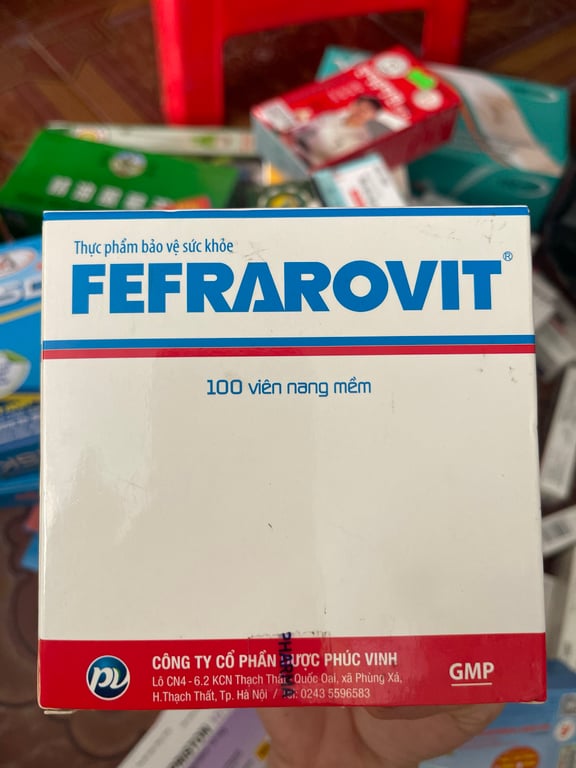 Thực phẩm bảo vệ sức khỏe
FEFRAROVIT®
100 viên nang mềm
CÔNG TY CỔ PHẦN DƯỢC PHÚC VINH
Lô CN4 - 6.2 KCN Thạch Thất, Quốc Oai, xã Phùng Xá,
H.Thạch Thất, Tp. Hà Nội / Tel: 0243 5596583
GMP
PHARMA